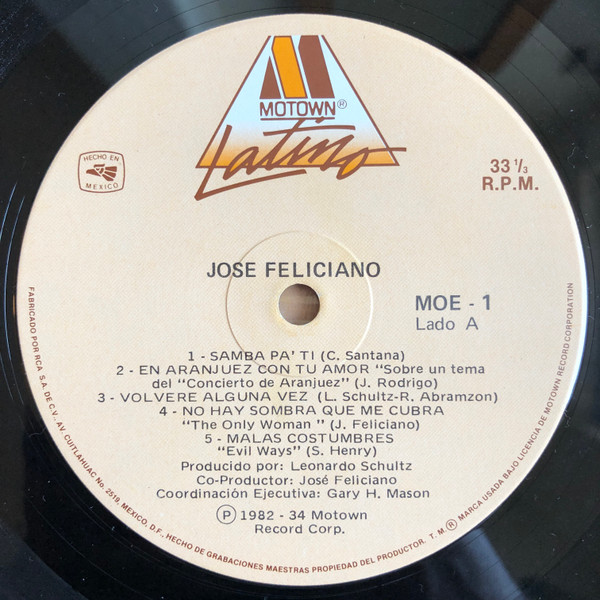 MOTOWN®
Latino
HECHO EN
MEXICO
33 1/3
R.P.M.
JOSE FELICIANO
MOE - 1
Lado A
1 - SAMBA PA' TI (C. Santana)
2 - EN ARANJUEZ CON TU AMOR "Sobre un tema
del "Concierto de Aranjuez" (J. Rodrigo)
3 - VOLVERE ALGUNA VEZ (L. Schultz-R. Abramzon)
4 - NO HAY SOMBRA QUE ME CUBRA
"The Only Woman" (J. Feliciano)
5 - MALAS COSTUMBRES
"Evil Ways" (S. Henry)
Producido por: Leonardo Schultz
Co-Productor: José Feliciano
Coordinación Ejecutiva: Gary H. Mason
Ⓟ 1982 - 34 Motown
Record Corp.
FABRICADO POR RCA S.A. DE C.V., AV. CUITLAHUAC No. 2519, MEXICO, D.F., HECHO DE GRABACIONES MAESTRAS PROPIEDAD DEL PRODUCTOR. T.M.® MARCA USADA BAJO LICENCIA DE MOTOWN RECORD CORPORATION